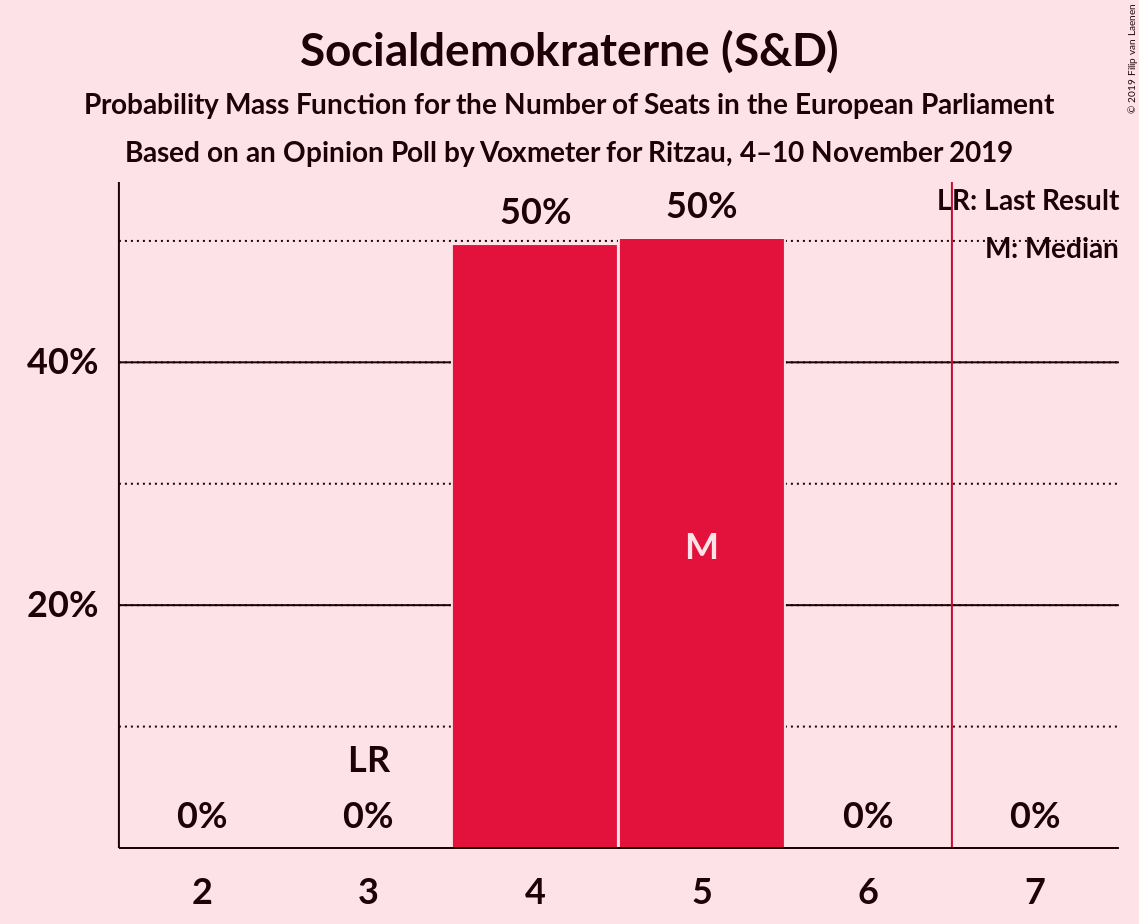 Socialdemokraterne (S&D)
Probability Mass Function for the Number of Seats in the European Parliament
Based on an Opinion Poll by Voxmeter for Ritzau, 4–10 November 2019
© 2019 Filip van Laenen
LR: Last Result
M: Median
50%
50%
40%
20%
M
LR
0%
0%
0%
0%
2
3
4
5
6
7